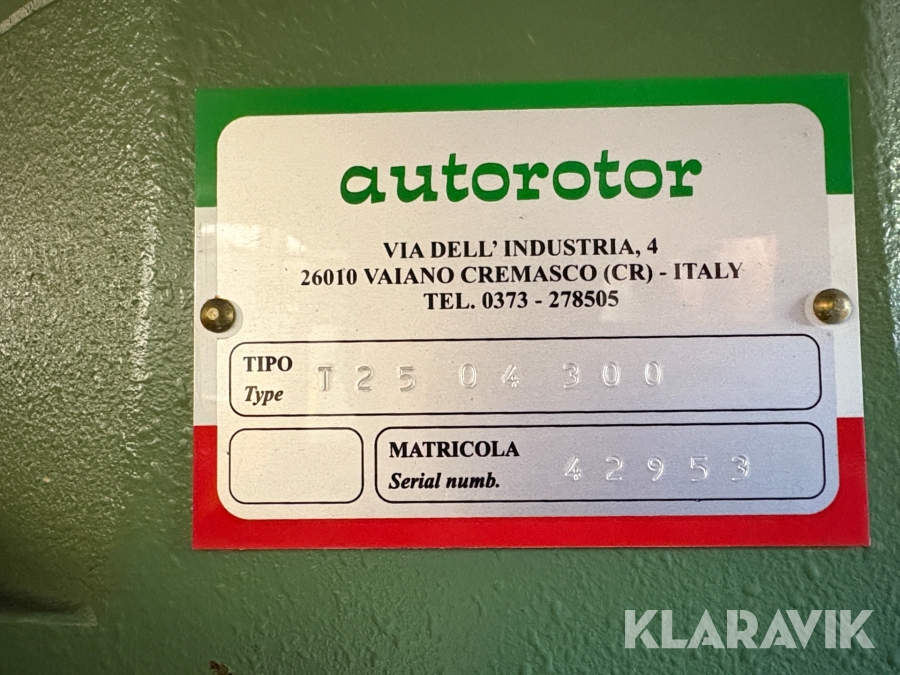 autorotor
VIA DELL' INDUSTRIA, 4
26010 VAIANO CREMASCO (CR) - ITALY
TEL. 0373 - 278505
TIPO
Type T25 04 300
MATRICOLA
Serial numb. 42953
KLARAVIK